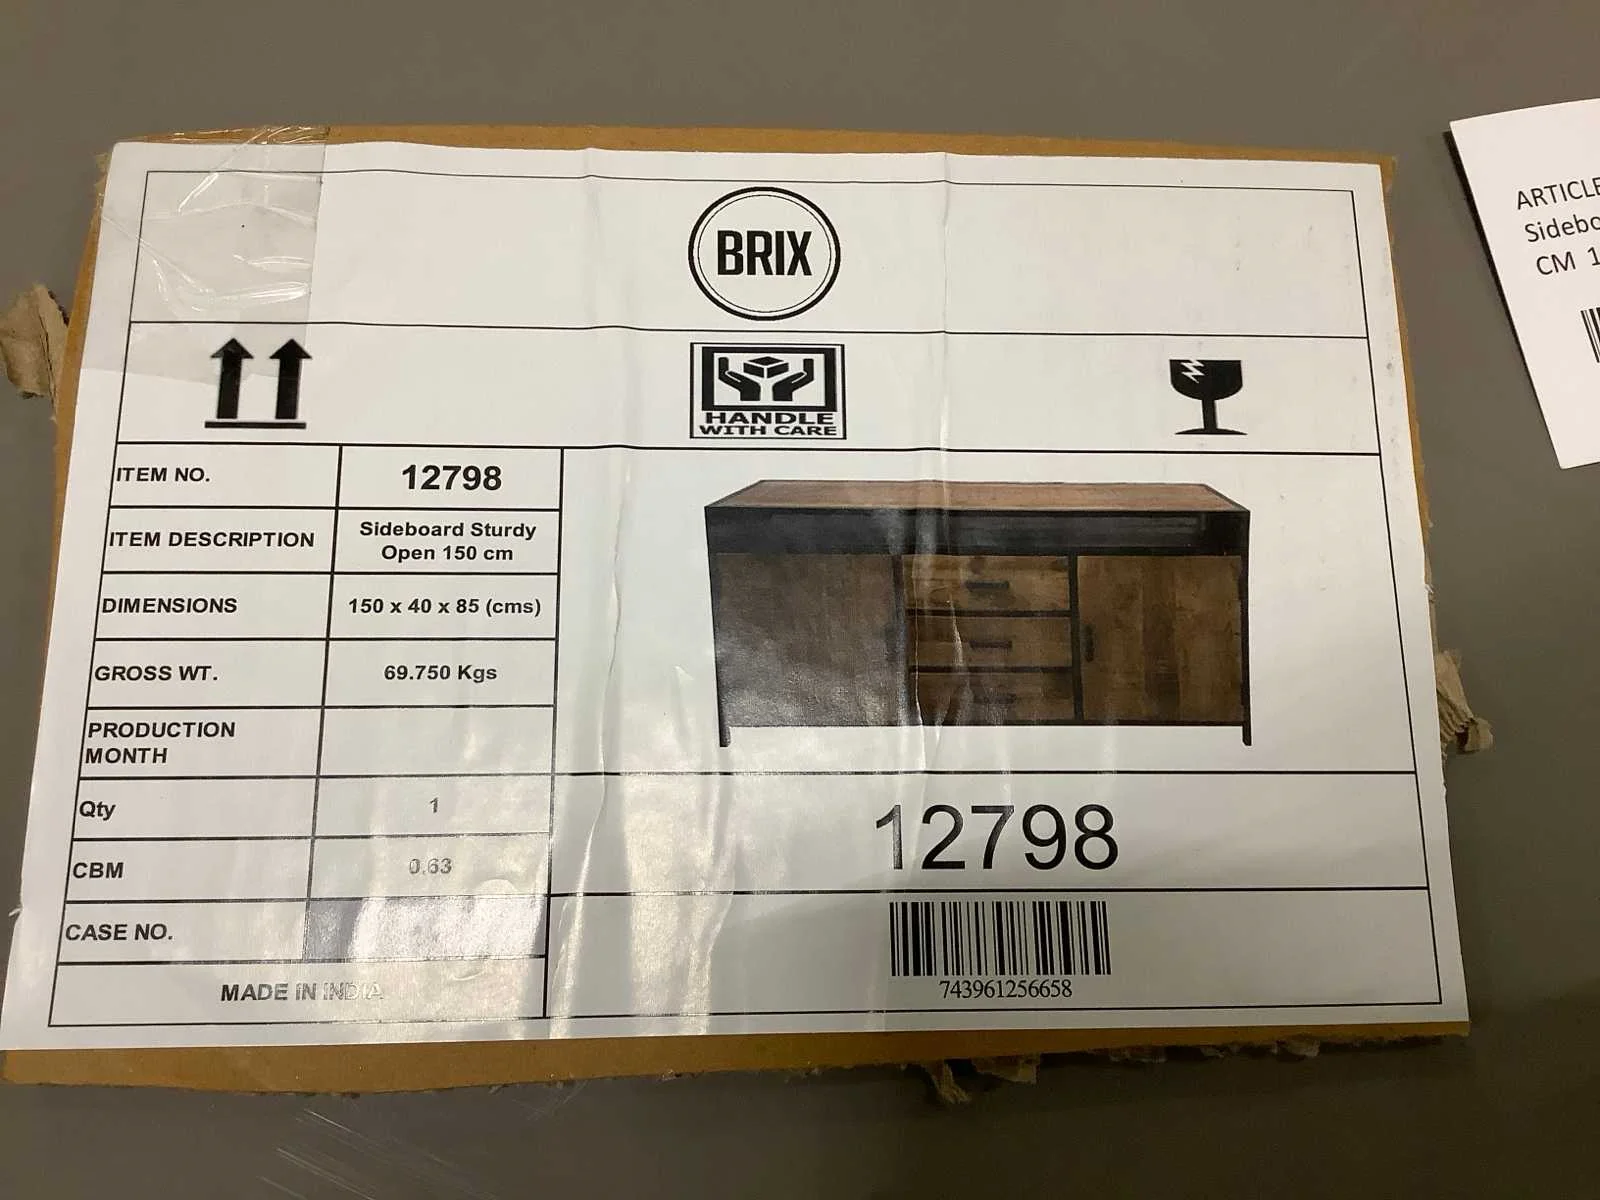 BRIX
HANDLE
WITH CARE
ITEM NO. 12798
ITEM DESCRIPTION Sideboard Sturdy
Open 150 cm
DIMENSIONS 150 x 40 x 85 (cms)
GROSS WT. 69.750 Kgs
PRODUCTION
MONTH
Qty 1
CBM 0.63
CASE NO.
MADE IN INDIA
12798
743961256658
ARTICLE
Sidebo
CM 1